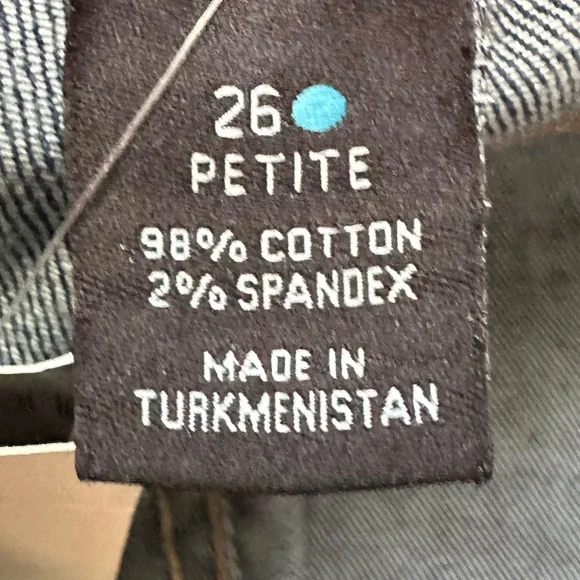 26
PETITE
98% COTTON
2% SPANDEX
MADE IN
TURKMENISTAN